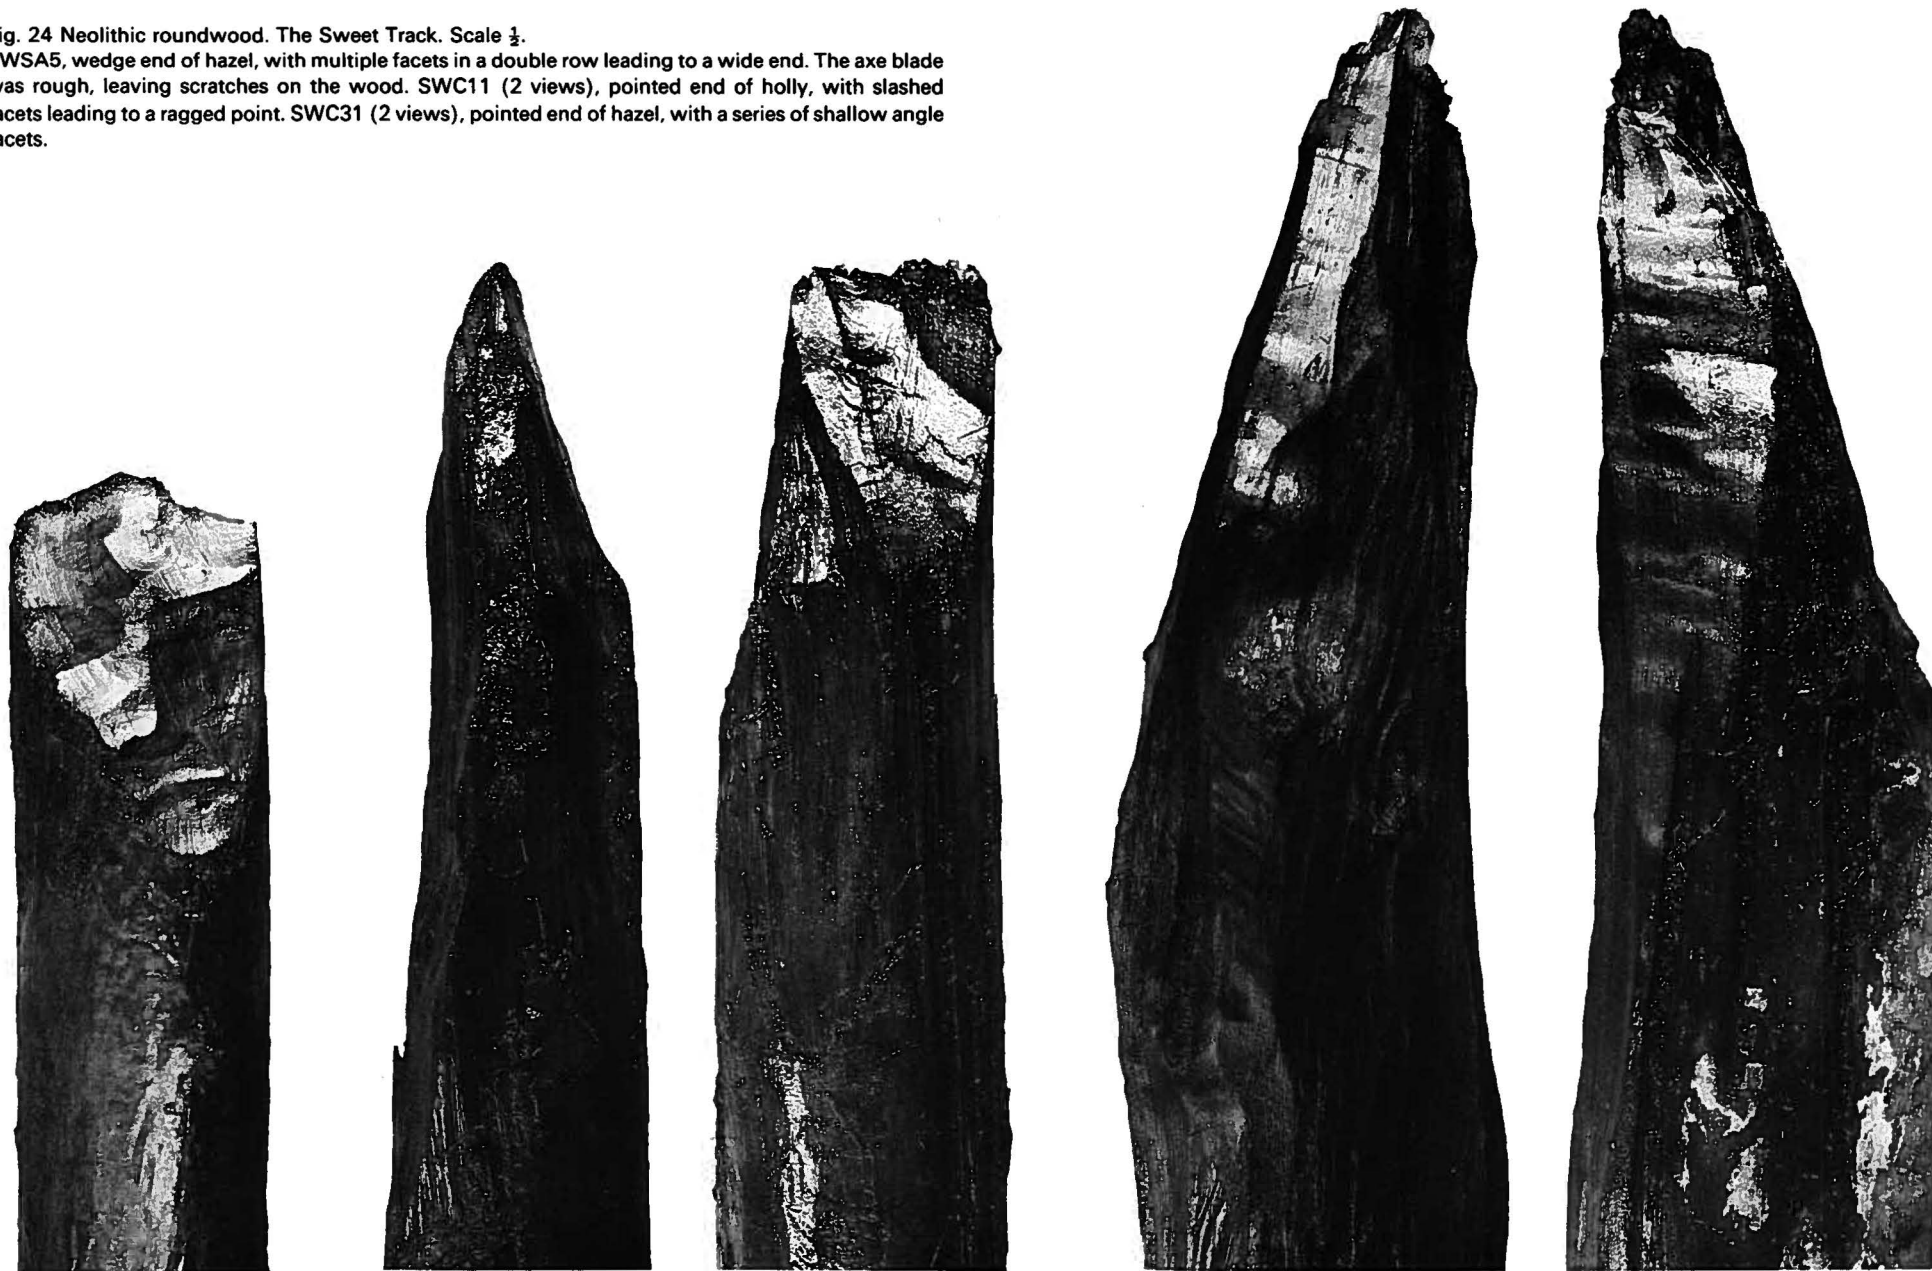 ig. 24 Neolithic roundwood. The Sweet Track. Scale ½.
WSA5, wedge end of hazel, with multiple facets in a double row leading to a wide end. The axe blade
as rough, leaving scratches on the wood. SWC11 (2 views), pointed end of holly, with slashed
acets leading to a ragged point. SWC31 (2 views), pointed end of hazel, with a series of shallow angle
acets.